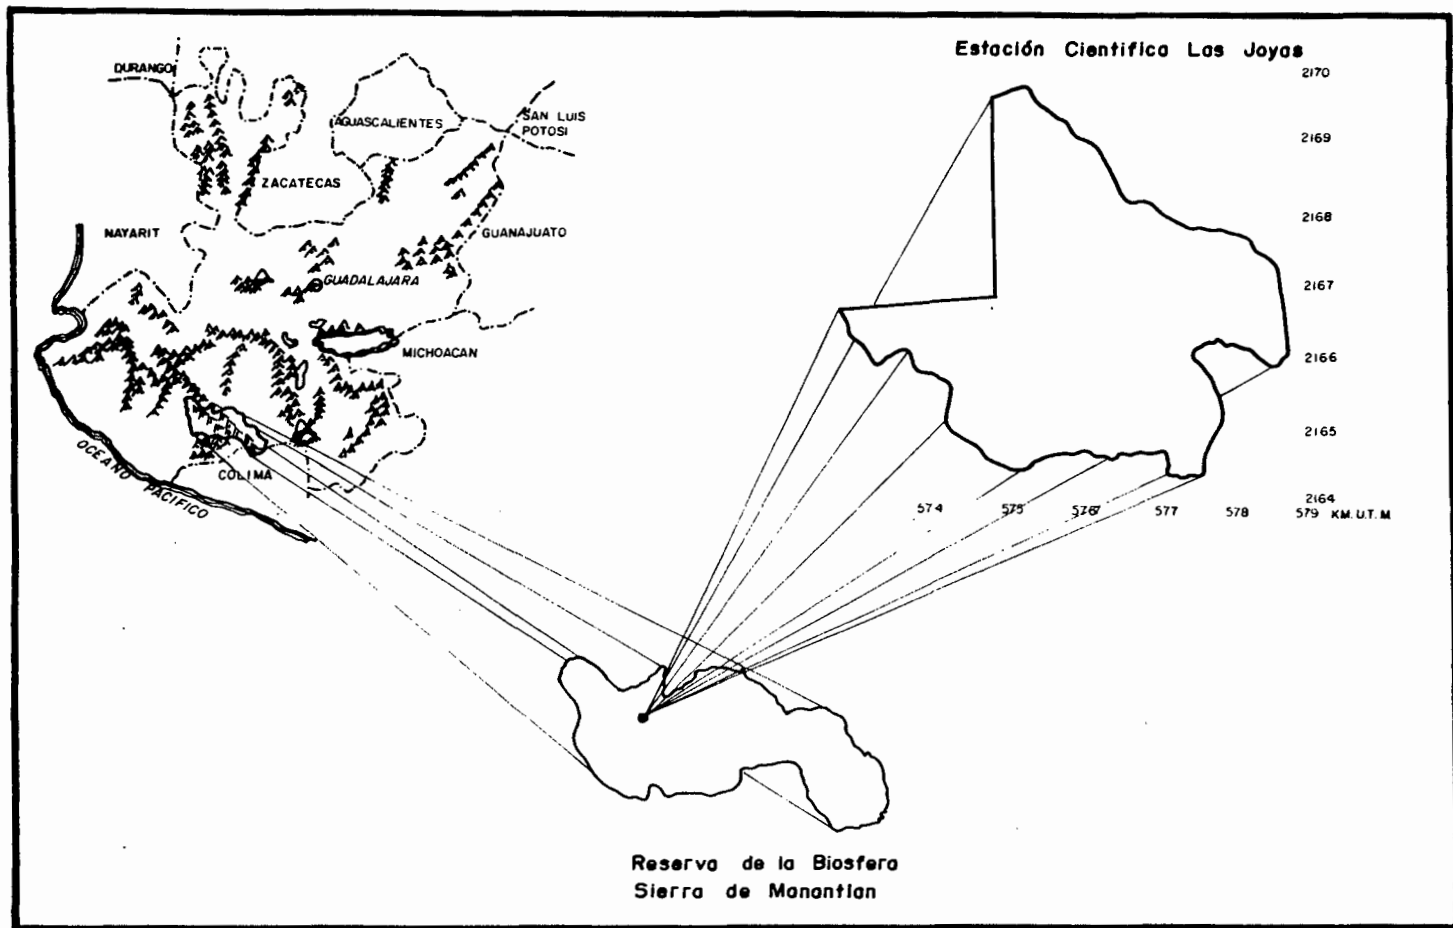 Estación Cientifica Las Joyas
2170
2169
2168
2167
2166
2165
2164
574 575 576 577 578 579 KM. U.T.M.
DURANGO
AGUASCALIENTES
SAN LUIS
POTOSI
ZACATECAS
NAYARIT
GUANAJUATO
GUADALAJARA
MICHOACAN
COLIMA
OCEANO PACIFICO
Reserva de la Biosfera
Sierra de Manantlan